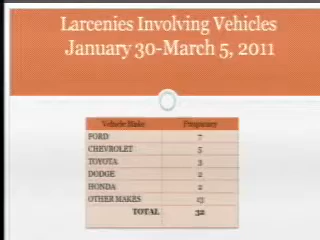 Larcenies Involving Vehicles
January 30-March 5, 2011
Vehicle Make Frequency
FORD 7
CHEVROLET 5
TOYOTA 3
DODGE 2
HONDA 2
OTHER MAKES 13
TOTAL 32